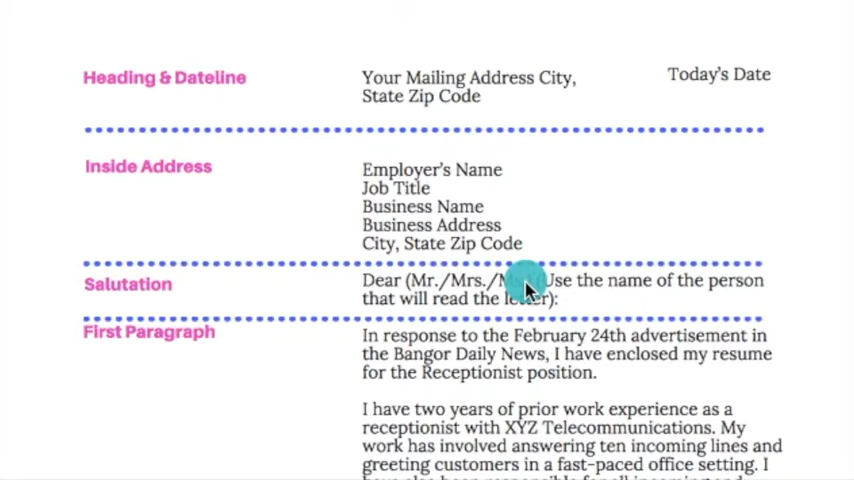 Heading & Dateline
Your Mailing Address City,
State Zip Code
Today's Date
Inside Address
Employer's Name
Job Title
Business Name
Business Address
City, State Zip Code
Salutation
Dear (Mr./Mrs./ (Use the name of the person
that will read the letter):
First Paragraph
In response to the February 24th advertisement in
the Bangor Daily News, I have enclosed my resume
for the Receptionist position.
I have two years of prior work experience as a
receptionist with XYZ Telecommunications. My
work has involved answering ten incoming lines and
greeting customers in a fast-paced office setting. I